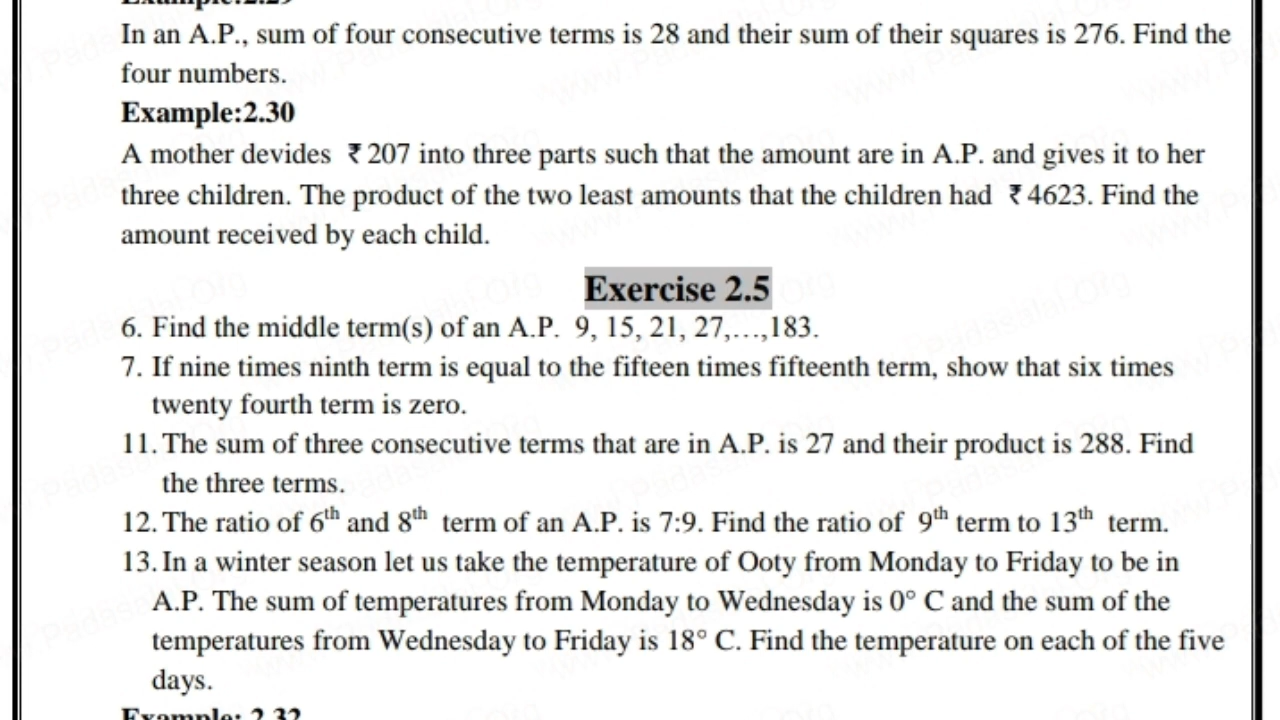 Example:2.29
In an A.P., sum of four consecutive terms is 28 and their sum of their squares is 276. Find the
four numbers.
Example:2.30
A mother devides ₹ 207 into three parts such that the amount are in A.P. and gives it to her
three children. The product of the two least amounts that the children had ₹ 4623. Find the
amount received by each child.
Exercise 2.5
6. Find the middle term(s) of an A.P. 9, 15, 21, 27,…,183.
7. If nine times ninth term is equal to the fifteen times fifteenth term, show that six times
twenty fourth term is zero.
11. The sum of three consecutive terms that are in A.P. is 27 and their product is 288. Find
the three terms.
12. The ratio of 6th and 8th term of an A.P. is 7:9. Find the ratio of 9th term to 13th term.
13. In a winter season let us take the temperature of Ooty from Monday to Friday to be in
A.P. The sum of temperatures from Monday to Wednesday is 0° C and the sum of the
temperatures from Wednesday to Friday is 18° C. Find the temperature on each of the five
days.
Example: 2.32